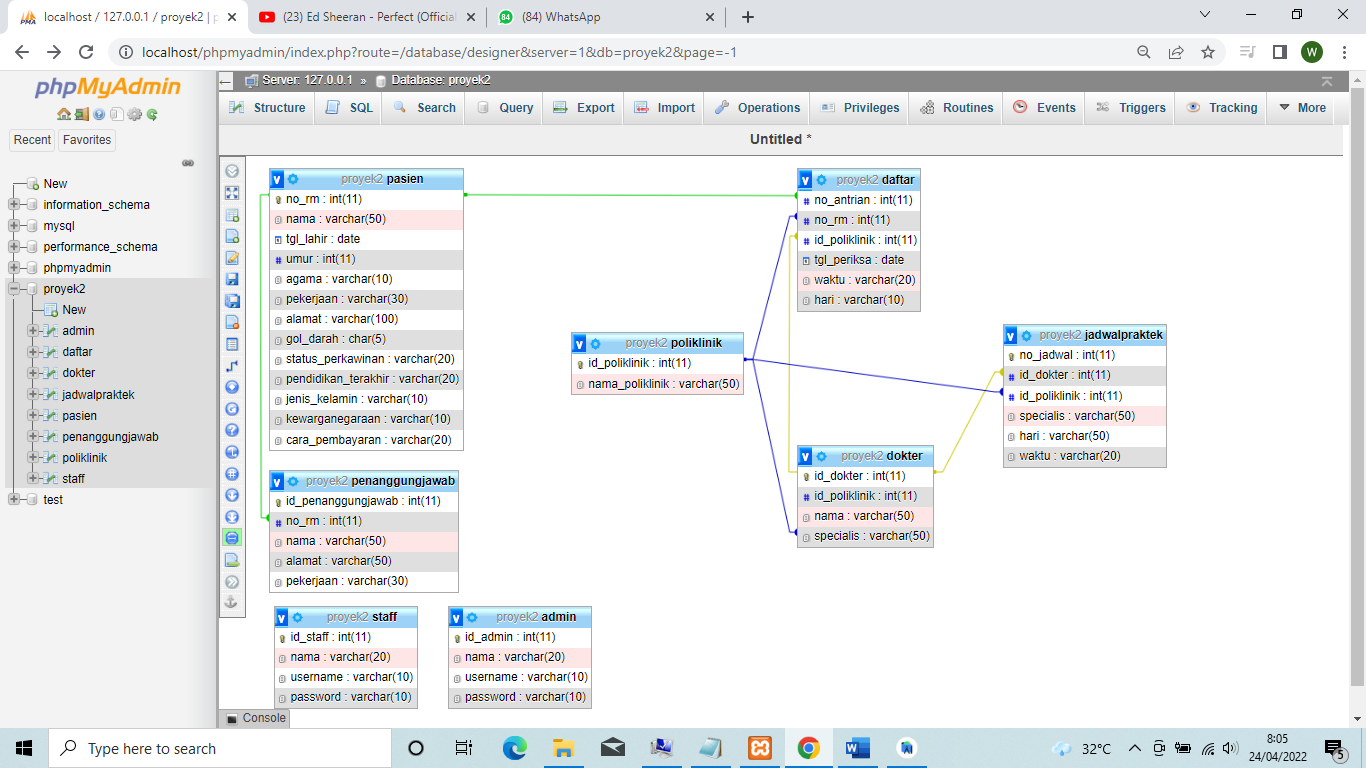 localhost / 127.0.0.1 / proyek2 | p
(23) Ed Sheeran - Perfect (Official
(84) WhatsApp
localhost/phpmyadmin/index.php?route=/database/designer&server=1&db=proyek2&page=-1
W
phpMyAdmin
Recent
Favorites
New
information_schema
mysql
performance_schema
phpmyadmin
proyek2
New
admin
daftar
dokter
jadwalpraktek
pasien
penanggungjawab
poliklinik
staff
test
Server: 127.0.0.1 » Database: proyek2
Structure
SQL
Search
Query
Export
Import
Operations
Privileges
Routines
Events
Triggers
Tracking
More
Untitled *
proyek2 pasien
no_rm : int(11)
nama : varchar(50)
tgl_lahir : date
umur : int(11)
agama : varchar(10)
pekerjaan : varchar(30)
alamat : varchar(100)
gol_darah : char(5)
status_perkawinan : varchar(20)
pendidikan_terakhir : varchar(20)
jenis_kelamin : varchar(10)
kewarganegaraan : varchar(10)
cara_pembayaran : varchar(20)
proyek2 penanggungjawab
id_penanggungjawab : int(11)
no_rm : int(11)
nama : varchar(50)
alamat : varchar(50)
pekerjaan : varchar(30)
proyek2 staff
id_staff : int(11)
nama : varchar(20)
username : varchar(10)
password : varchar(10)
proyek2 admin
id_admin : int(11)
nama : varchar(20)
username : varchar(10)
password : varchar(10)
proyek2 poliklinik
id_poliklinik : int(11)
nama_poliklinik : varchar(50)
proyek2 daftar
no_antrian : int(11)
no_rm : int(11)
id_poliklinik : int(11)
tgl_periksa : date
waktu : varchar(20)
hari : varchar(10)
proyek2 dokter
id_dokter : int(11)
id_poliklinik : int(11)
nama : varchar(50)
specialis : varchar(50)
proyek2 jadwalpraktek
no_jadwal : int(11)
id_dokter : int(11)
id_poliklinik : int(11)
specialis : varchar(50)
hari : varchar(50)
waktu : varchar(20)
Console
Type here to search
32°C
8:05
24/04/2022
5